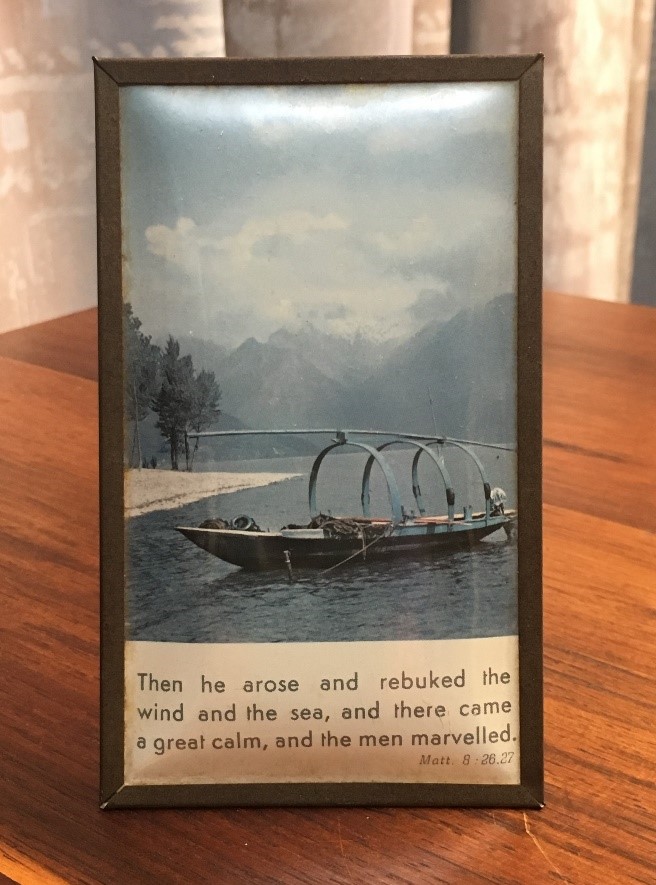 Then he arose and rebuked the
wind and the sea, and there came
a great calm, and the men marvelled.
Matt. 8 - 26.27